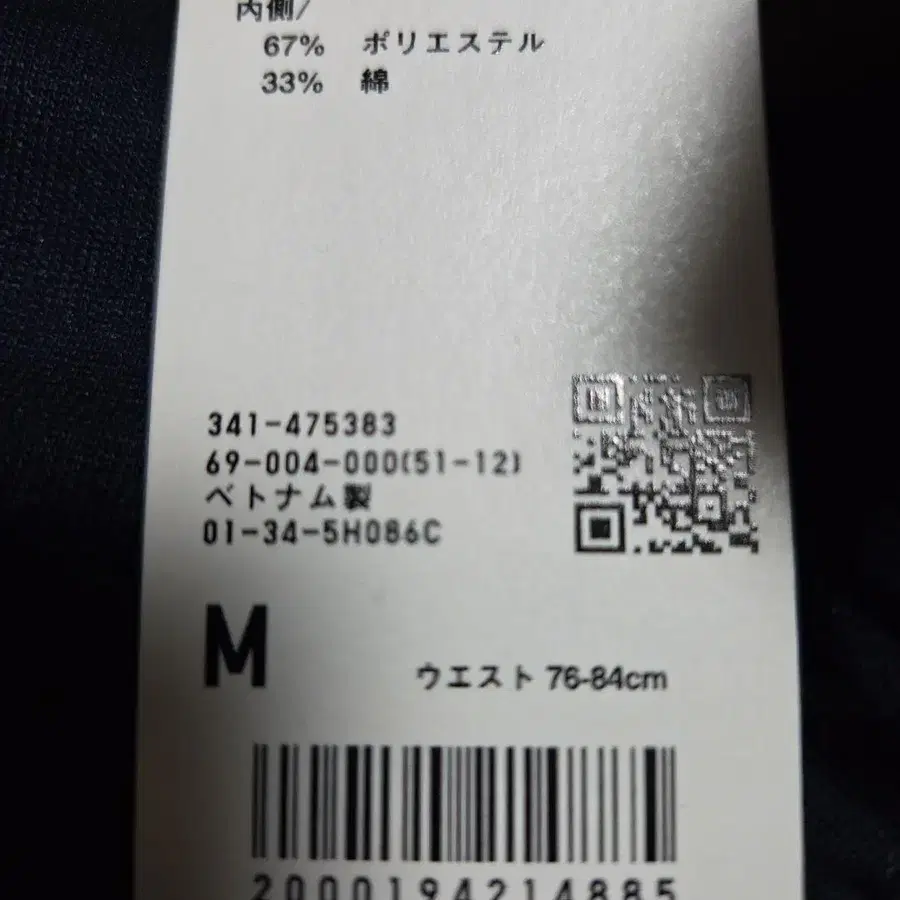 内側/
67% ポリエステル
33% 綿
341-475383
69-004-000(51-12)
ベトナム製
01-34-5H086C
M
ウエスト 76-84cm
2000194214885